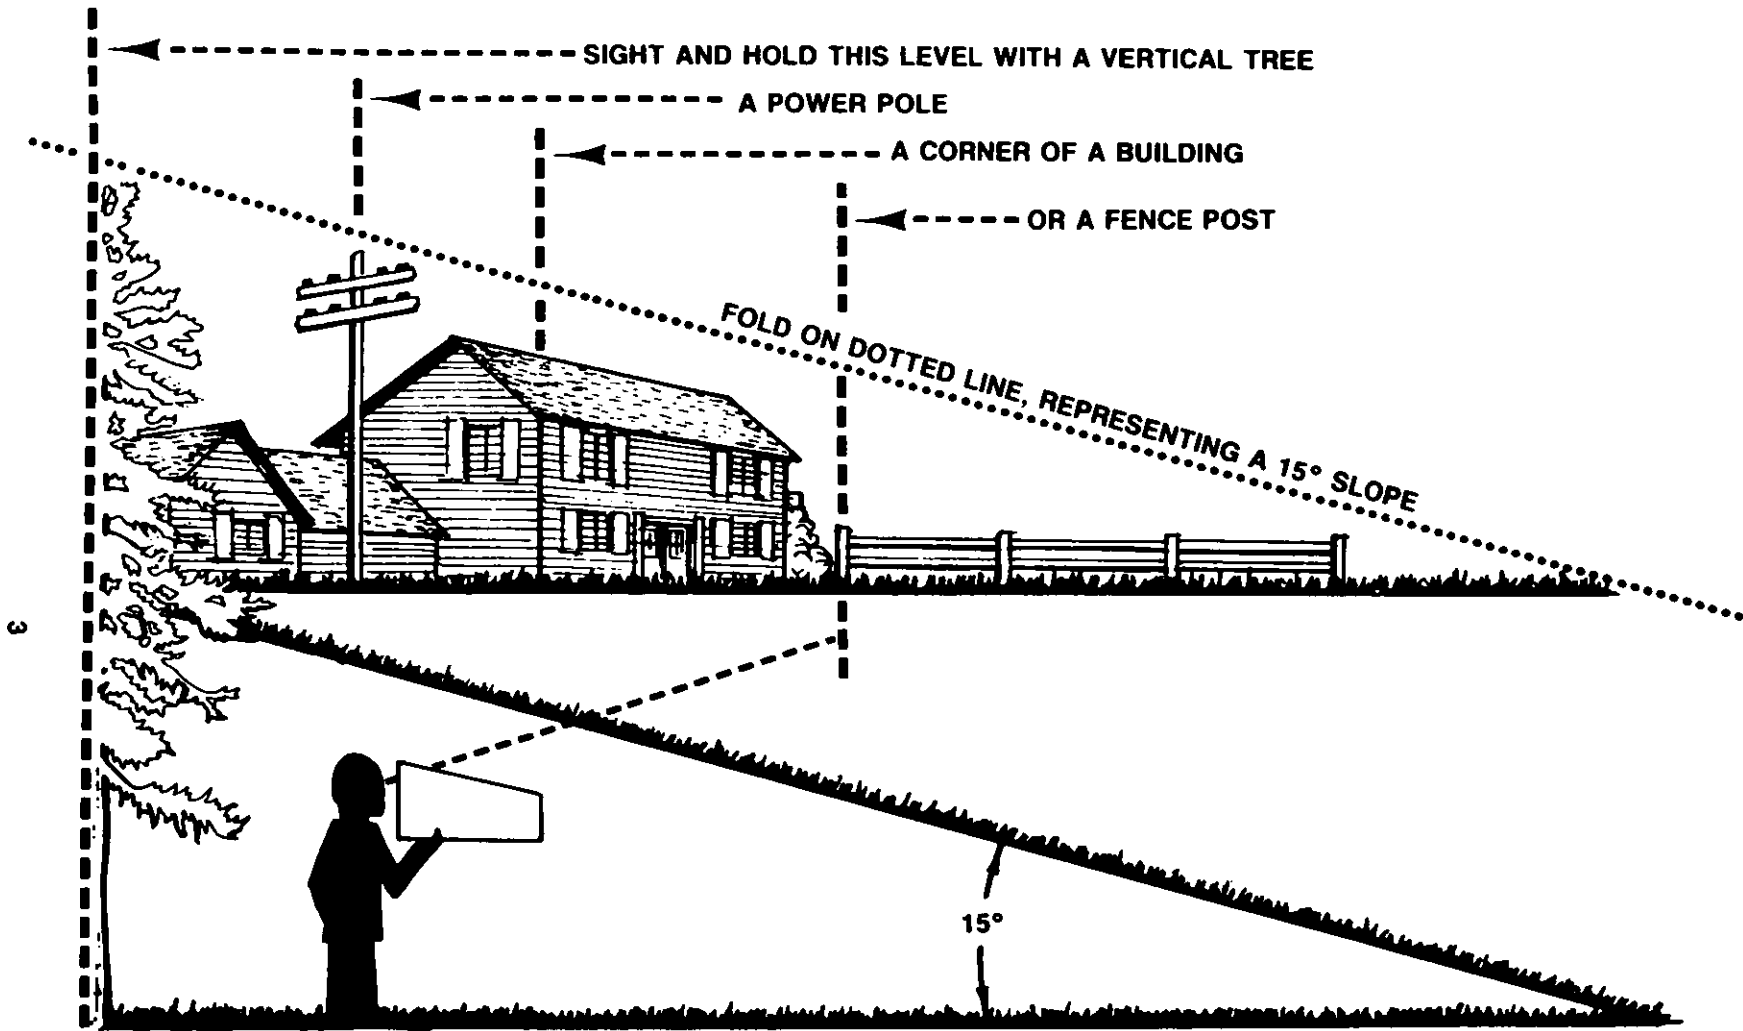 SIGHT AND HOLD THIS LEVEL WITH A VERTICAL TREE
A POWER POLE
A CORNER OF A BUILDING
OR A FENCE POST
FOLD ON DOTTED LINE, REPRESENTING A 15° SLOPE
3
15°